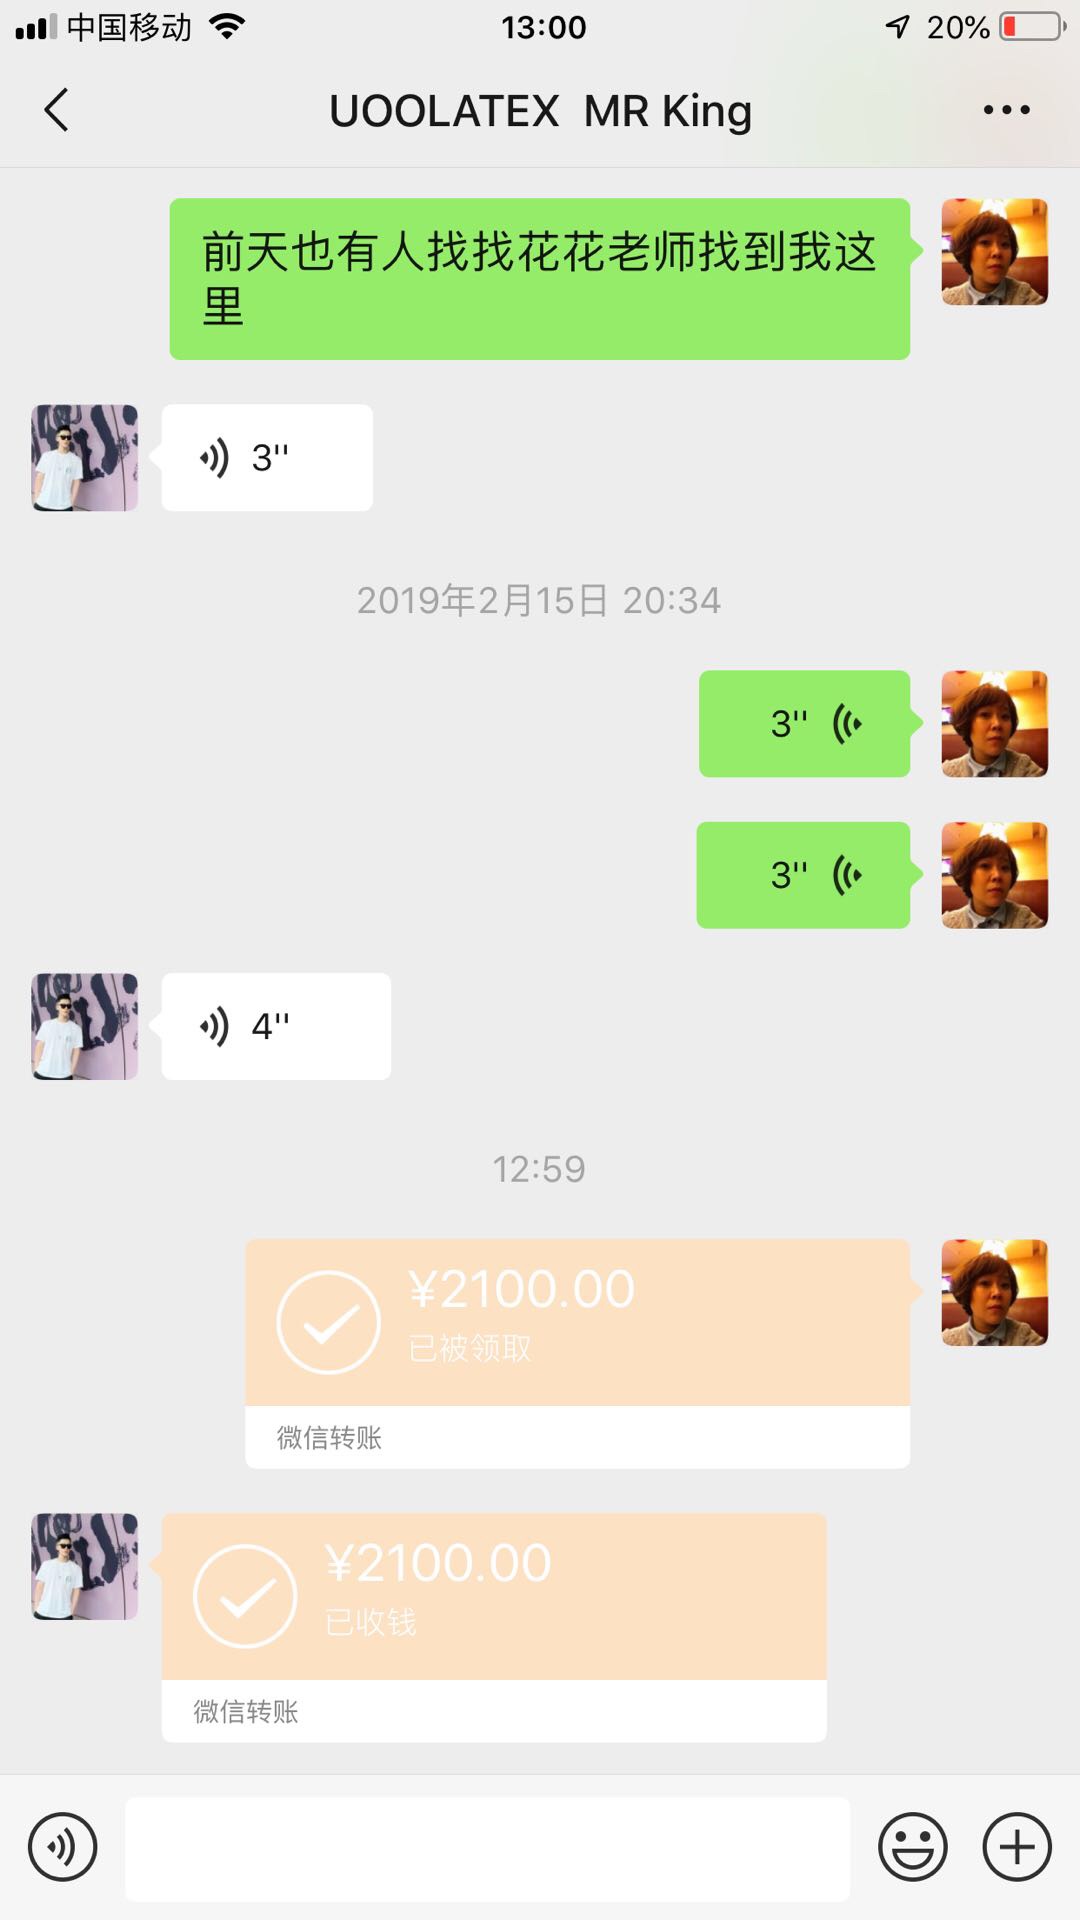 中国移动 13:00 20%
UOOLATEX MR King
前天也有人找找花花老师找到我这
里
3''
2019年2月15日 20:34
3''
3''
4''
12:59
¥2100.00
已被领取
微信转账
¥2100.00
已收钱
微信转账